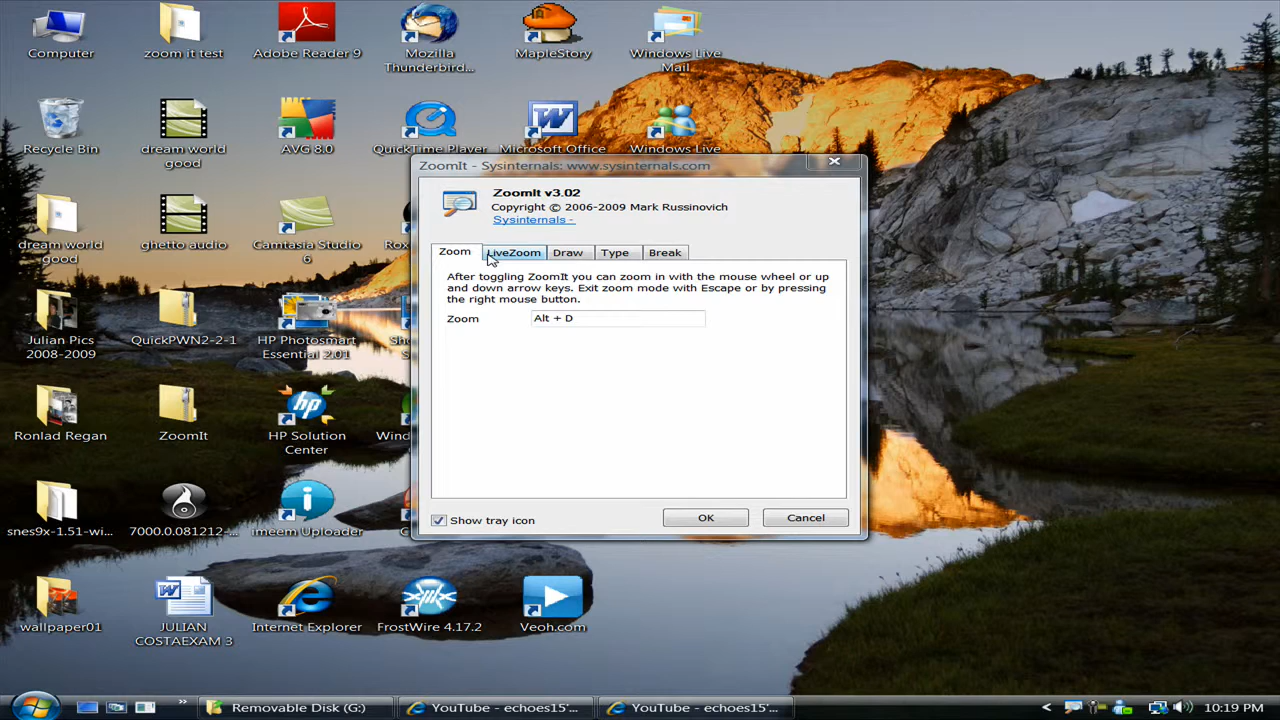 Computer
zoom it test
Adobe Reader 9
Mozilla
Thunderbird...
MapleStory
Windows Live
Mail
Recycle Bin
dream world
good
AVG 8.0
QuickTime Player
Microsoft Office
Windows Live
ZoomIt - Sysinternals: www.sysinternals.com
ZoomIt v3.02
Copyright © 2006-2009 Mark Russinovich
Sysinternals -
Zoom
LiveZoom
Draw
Type
Break
After toggling ZoomIt you can zoom in with the mouse wheel or up
and down arrow keys. Exit zoom mode with Escape or by pressing
the right mouse button.
Zoom
Alt + D
Show tray icon
OK
Cancel
dream world
good
ghetto audio
Camtasia Studio
6
Julian Pics
2008-2009
QuickPWN2-2-1
HP Photosmart
Essential 2.01
Ronlad Regan
ZoomIt
HP Solution
Center
snes9x-1.51-wi...
7000.0.081212-...
imeem Uploader
wallpaper01
JULIAN
COSTAEXAM 3
Internet Explorer
FrostWire 4.17.2
Veoh.com
Removable Disk (G:)
YouTube - echoes15'...
YouTube - echoes15'...
10:19 PM